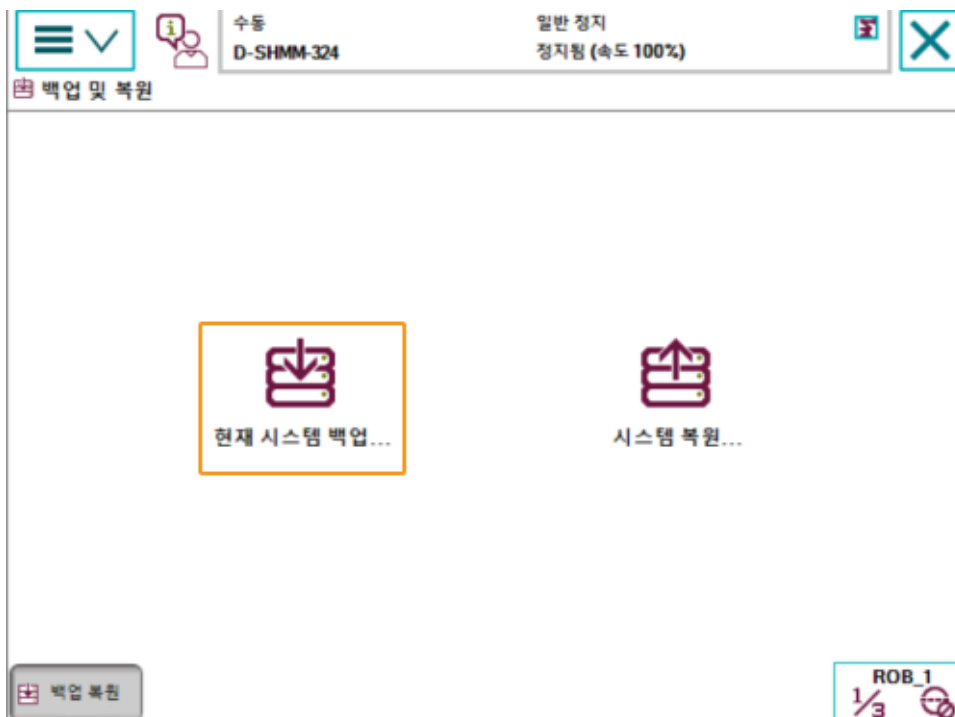 수동
일반 정지
D-SHMM-324
정지됨 (속도 100%)
백업 및 복원
현재 시스템 백업...
시스템 복원...
백업 복원
ROB_1
1/3